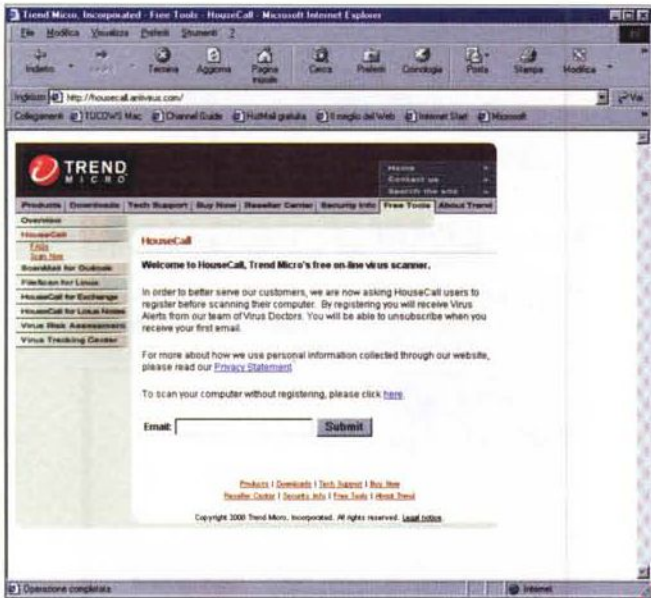 Trend Micro, Incorporated - Free Tools - HouseCall - Microsoft Internet Explorer
File Modifica Visualizza Preferiti Strumenti ?
Indietro Termina Aggiorna Pagina iniziale Cerca Preferiti Cronologia Posta Stampa Modifica
Indirizzo http://housecall.antivirus.com/ Vai
Collegamenti TUCOWS Mac Channel Guide HotMail gratuita Il meglio del Web Internet Start Microsoft
TREND
MICRO
Home
Contact us
Search the site
Products Downloads Tech Support Buy Now Reseller Center Security Info Free Tools About Trend
Overview
HouseCall
FAQs
Scan Now
ScanMail for Outlook
FileScan for Linux
HouseCall for Exchange
HouseCall for Lotus Notes
Virus Risk Assessment
Virus Tracking Center
HouseCall
Welcome to HouseCall, Trend Micro's free on-line virus scanner.
In order to better serve our customers, we are now asking HouseCall users to
register before scanning their computer. By registering you will receive Virus
Alerts from our team of Virus Doctors. You will be able to unsubscribe when you
receive your first email.
For more about how we use personal information collected through our website,
please read our Privacy Statement
To scan your computer without registering, please click here.
Email: Submit
Products | Downloads | Tech Support | Buy Now
Reseller Center | Security Info | Free Tools | About Trend
Copyright 2000 Trend Micro, Incorporated. All rights reserved. Legal notice.
Operazione completata Internet